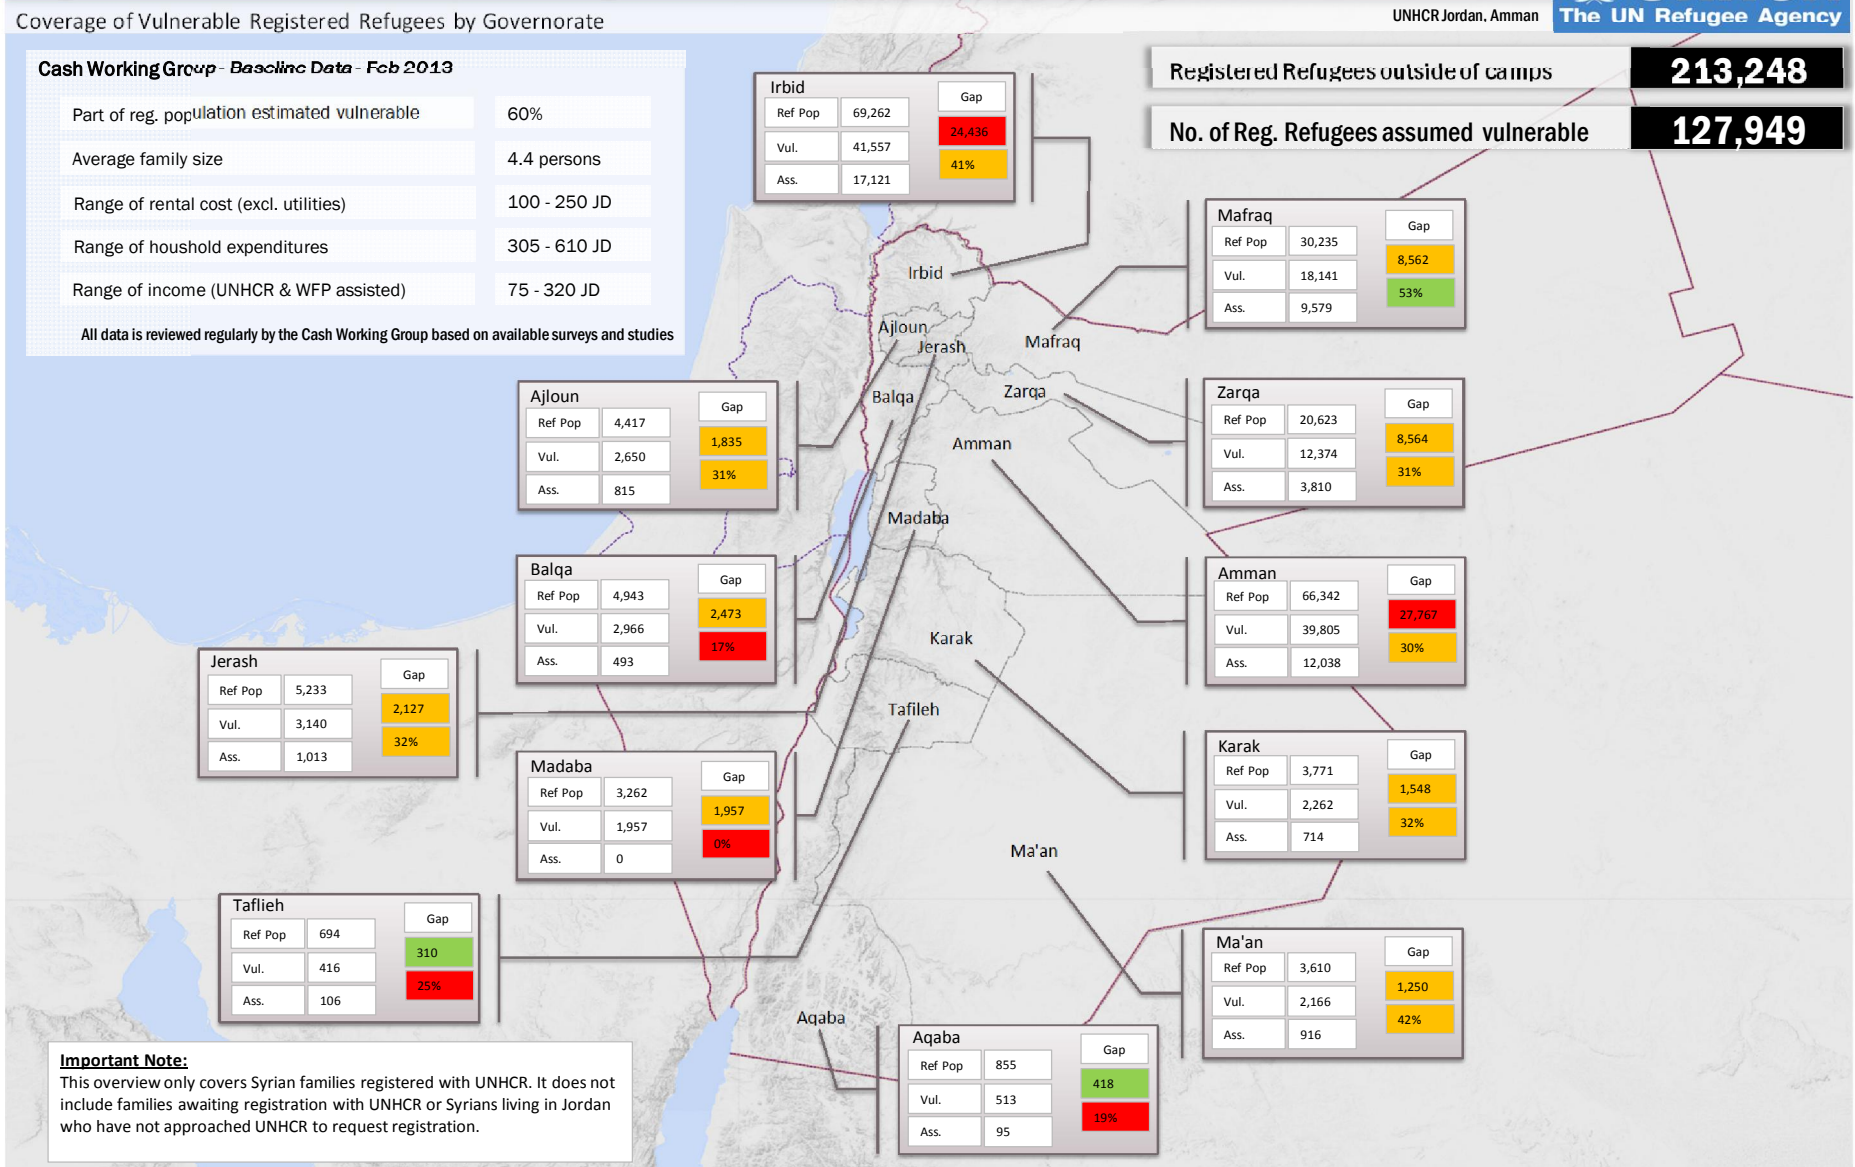 Coverage of Vulnerable Registered Refugees by Governorate
UNHCR Jordan, Amman
The UN Refugee Agency
Cash Working Group - Baseline Data - Feb 2013
Part of reg. population estimated vulnerable 60%
Average family size 4.4 persons
Range of rental cost (excl. utilities) 100 - 250 JD
Range of houshold expenditures 305 - 610 JD
Range of income (UNHCR & WFP assisted) 75 - 320 JD
All data is reviewed regularly by the Cash Working Group based on available surveys and studies
Registered Refugees outside of camps 213,248
No. of Reg. Refugees assumed vulnerable 127,949
Irbid
Gap
Ref Pop 69,262
24,436
Vul. 41,557
41%
Ass. 17,121
Mafraq
Gap
Ref Pop 30,235
8,562
Vul. 18,141
53%
Ass. 9,579
Irbid
Ajloun
Jerash
Mafraq
Balqa
Zarqa
Amman
Madaba
Karak
Tafileh
Ma'an
Aqaba
Ajloun
Gap
Ref Pop 4,417
1,835
Vul. 2,650
31%
Ass. 815
Zarqa
Gap
Ref Pop 20,623
8,564
Vul. 12,374
31%
Ass. 3,810
Balqa
Gap
Ref Pop 4,943
2,473
Vul. 2,966
17%
Ass. 493
Amman
Gap
Ref Pop 66,342
27,767
Vul. 39,805
30%
Ass. 12,038
Jerash
Gap
Ref Pop 5,233
2,127
Vul. 3,140
32%
Ass. 1,013
Madaba
Gap
Ref Pop 3,262
1,957
Vul. 1,957
0%
Ass. 0
Karak
Gap
Ref Pop 3,771
1,548
Vul. 2,262
32%
Ass. 714
Taflieh
Gap
Ref Pop 694
310
Vul. 416
25%
Ass. 106
Ma'an
Gap
Ref Pop 3,610
1,250
Vul. 2,166
42%
Ass. 916
Aqaba
Gap
Ref Pop 855
418
Vul. 513
19%
Ass. 95
Important Note:
This overview only covers Syrian families registered with UNHCR. It does not
include families awaiting registration with UNHCR or Syrians living in Jordan
who have not approached UNHCR to request registration.